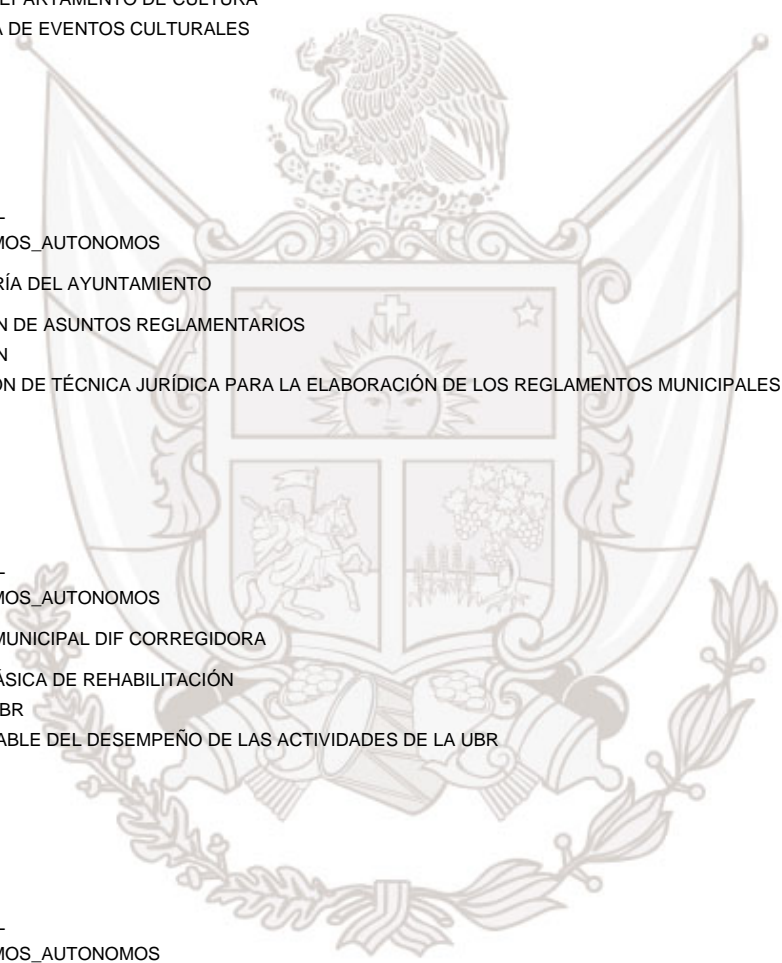 EPARTAMENTO DE CULTURA
A DE EVENTOS CULTURALES
L
MOS_AUTONOMOS
RÍA DEL AYUNTAMIENTO
N DE ASUNTOS REGLAMENTARIOS
N
ÓN DE TÉCNICA JURÍDICA PARA LA ELABORACIÓN DE LOS REGLAMENTOS MUNICIPALES
L
MOS_AUTONOMOS
MUNICIPAL DIF CORREGIDORA
ÁSICA DE REHABILITACIÓN
BR
ABLE DEL DESEMPEÑO DE LAS ACTIVIDADES DE LA UBR
L
MOS_AUTONOMOS